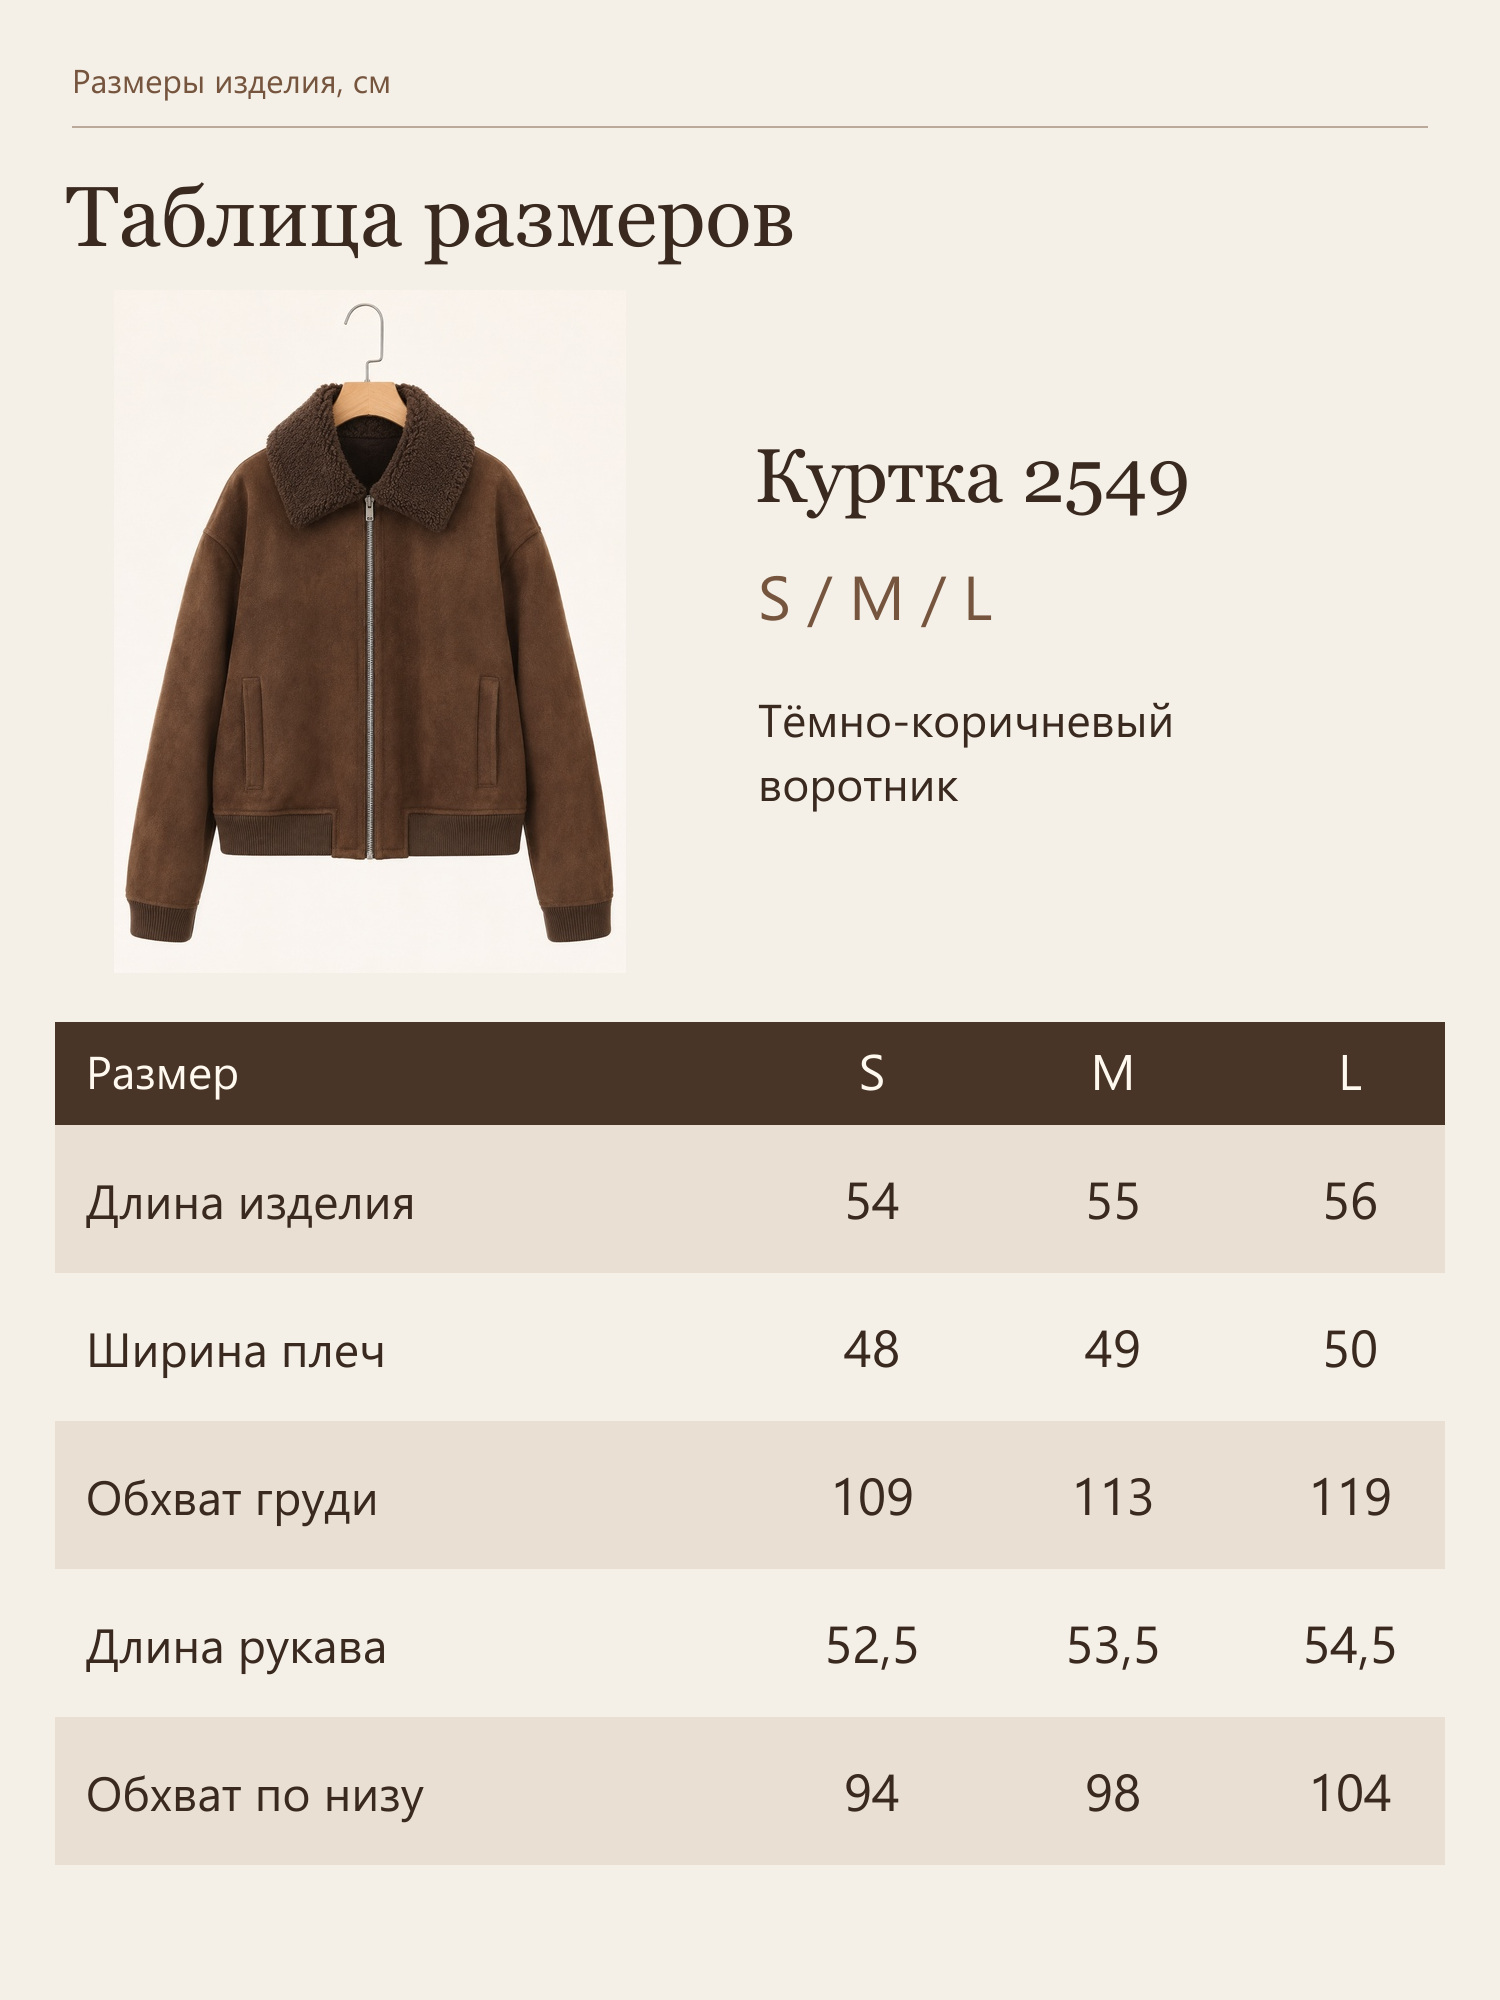 Размеры изделия, см
Таблица размеров
Куртка 2549
S / M / L
Тёмно-коричневый
воротник
Размер S M L
Длина изделия 54 55 56
Ширина плеч 48 49 50
Обхват груди 109 113 119
Длина рукава 52,5 53,5 54,5
Обхват по низу 94 98 104